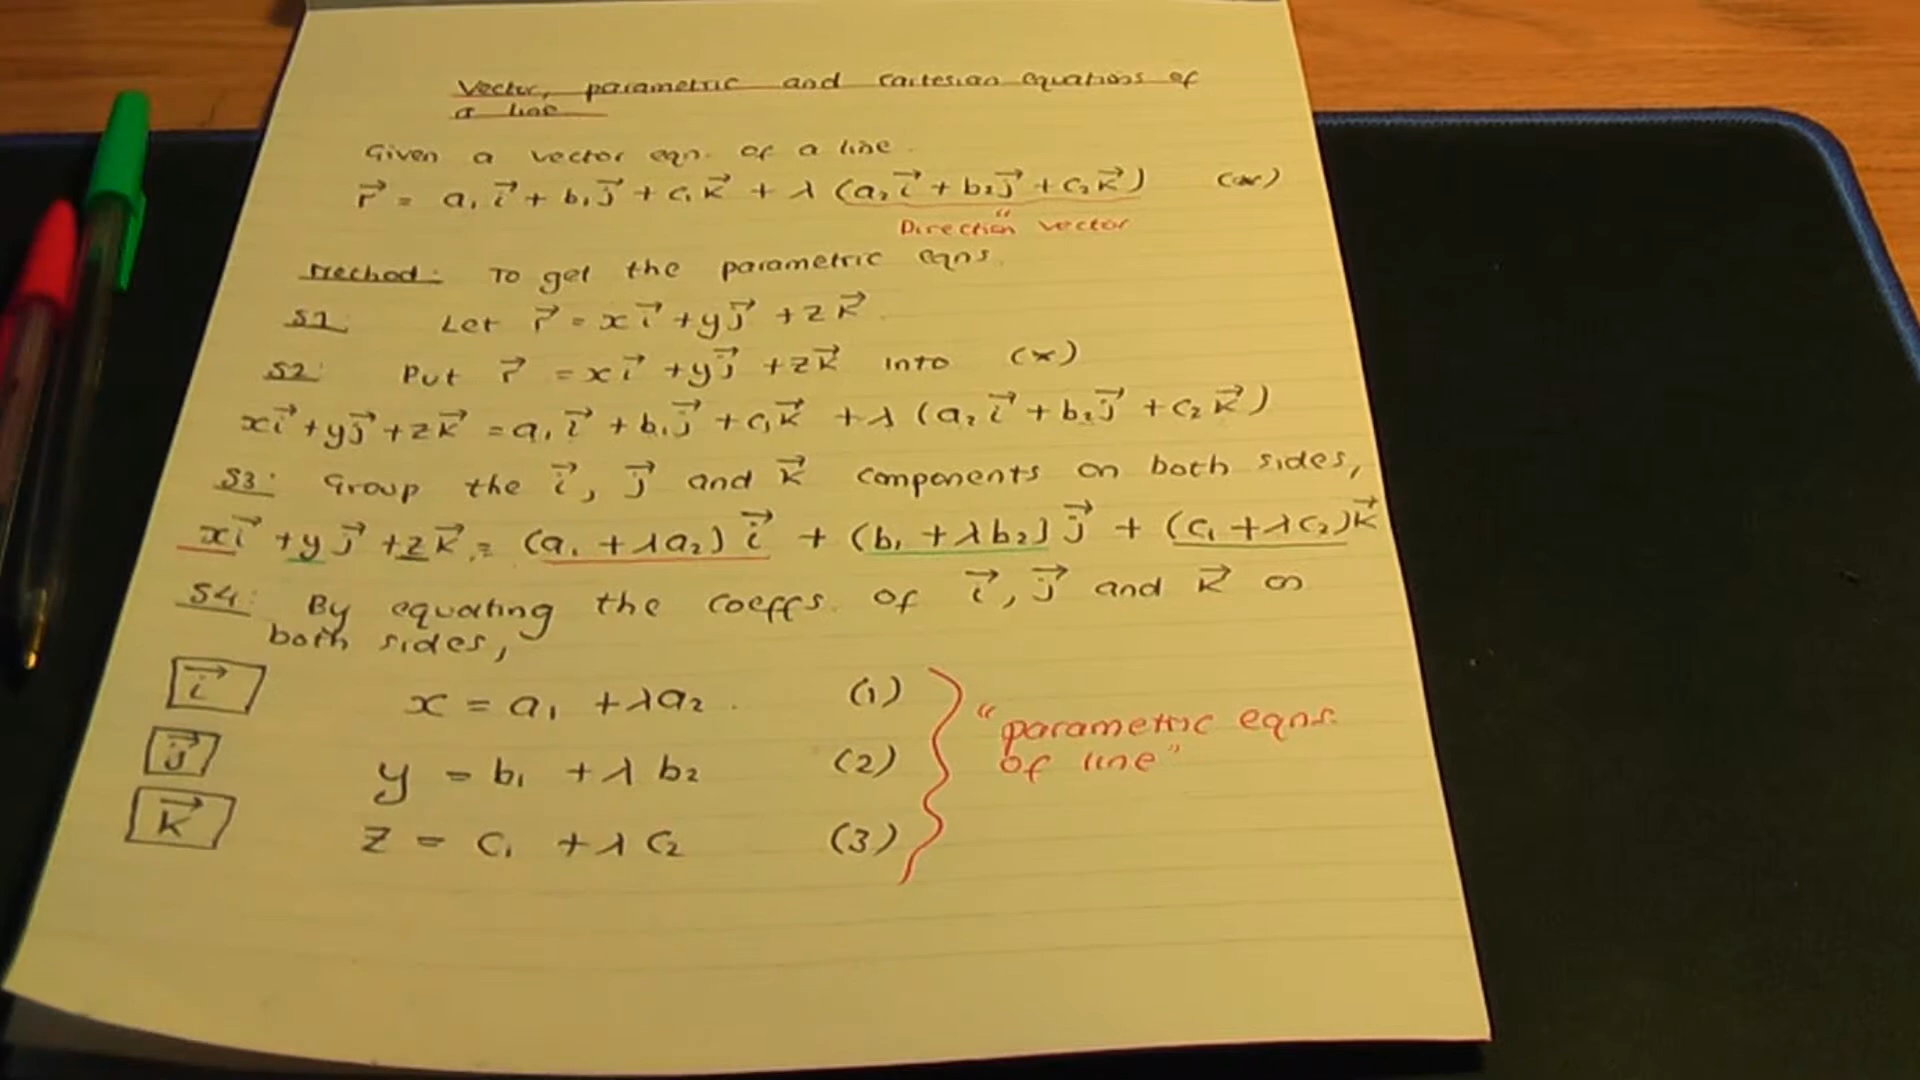 Vector, parametric and cartesian equations of
a line
Given a vector eqn. of a line.
r⃗ = a₁i⃗ + b₁j⃗ + c₁k⃗ + λ (a₂i⃗ + b₂j⃗ + c₂k⃗) (*)
"Direction vector
Method: To get the parametric eqns.
S1: Let r⃗ = xi⃗ + yj⃗ + zk⃗.
S2: Put r⃗ = xi⃗ + yj⃗ + zk⃗ into (*)
xi⃗ + yj⃗ + zk⃗ = a₁i⃗ + b₁j⃗ + c₁k⃗ + λ (a₂i⃗ + b₂j⃗ + c₂k⃗)
S3: Group the i⃗, j⃗ and k⃗ components on both sides,
xi⃗ + yj⃗ + zk⃗ = (a₁ + λa₂) i⃗ + (b₁ + λb₂) j⃗ + (c₁ + λc₂)k⃗
S4: By equating the coeffs. of i⃗, j⃗ and k⃗ on
both sides,
i⃗ x = a₁ + λa₂. (1)
j⃗ y = b₁ + λ b₂ (2)
k⃗ z = c₁ + λ c₂ (3)
"parametric eqns.
of line"